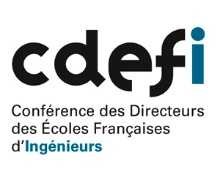 cdefi
Conférence des Directeurs
des Écoles Françaises
d'Ingénieurs